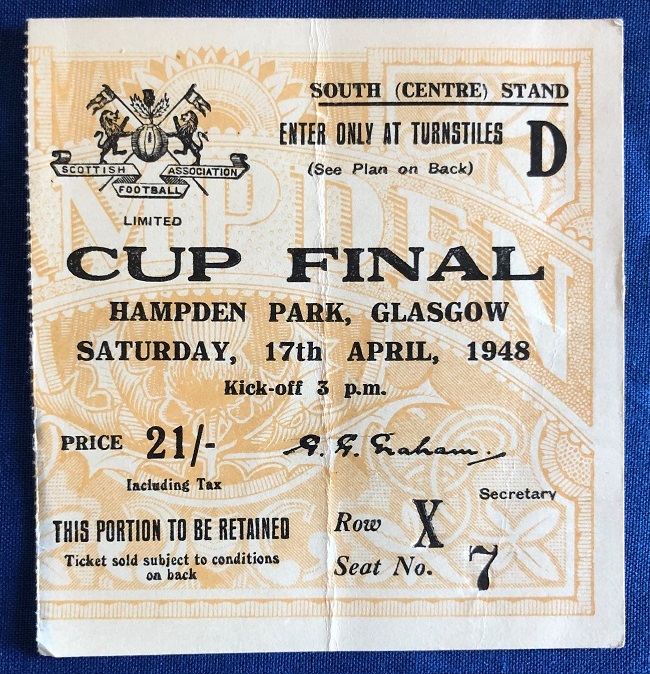 SOUTH (CENTRE) STAND
ENTER ONLY AT TURNSTILES D
(See Plan on Back)
SCOTTISH FOOTBALL ASSOCIATION
LIMITED
HAMPDEN
CUP FINAL
HAMPDEN PARK, GLASGOW
SATURDAY, 17th APRIL, 1948
Kick-off 3 p.m.
PRICE 21/-
Including Tax
G. G. Graham.
Secretary
THIS PORTION TO BE RETAINED
Ticket sold subject to conditions
on back
Row X
Seat No. 7